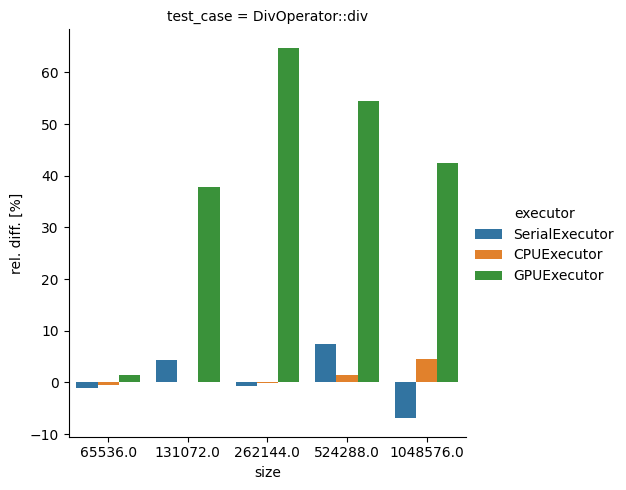 test_case = DivOperator::div
rel. diff. [%]
60
50
40
30
20
10
0
−10
65536.0 131072.0 262144.0 524288.0 1048576.0
size
executor
SerialExecutor
CPUExecutor
GPUExecutor